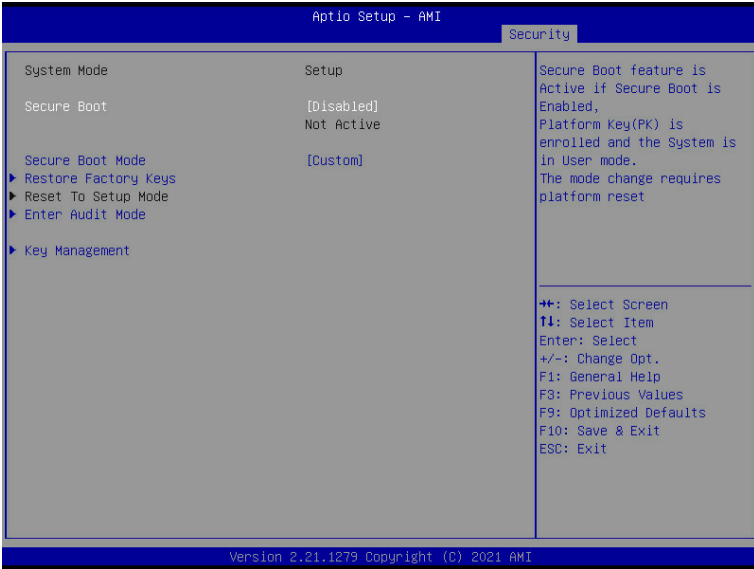 Aptio Setup - AMI
Security
System Mode Setup
Secure Boot [Disabled]
Not Active
Secure Boot Mode [Custom]
Restore Factory Keys
Reset To Setup Mode
Enter Audit Mode
Key Management
Secure Boot feature is
Active if Secure Boot is
Enabled,
Platform Key(PK) is
enrolled and the System is
in User mode.
The mode change requires
platform reset
→←: Select Screen
↑↓: Select Item
Enter: Select
+/-: Change Opt.
F1: General Help
F3: Previous Values
F9: Optimized Defaults
F10: Save & Exit
ESC: Exit
Version 2.21.1279 Copyright (C) 2021 AMI